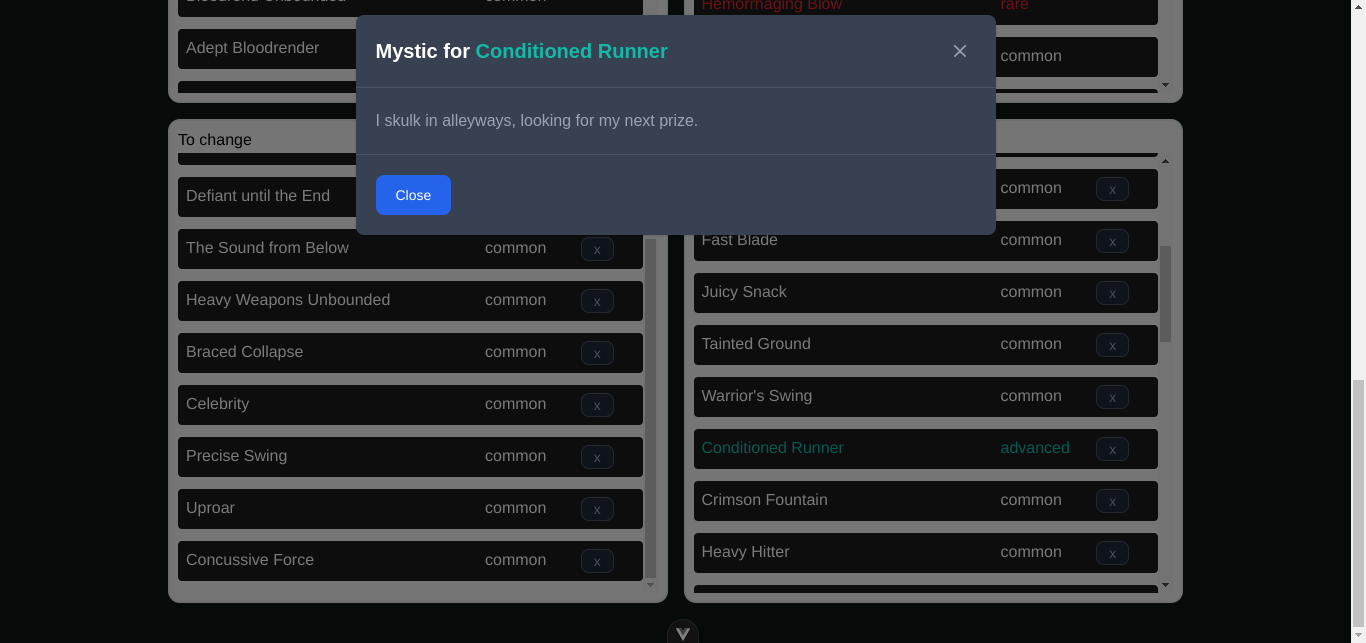 Bloodrend Unbounded common
Hemorrhaging Blow rare
Adept Bloodrender
common
Mystic for Conditioned Runner
I skulk in alleyways, looking for my next prize.
Close
To change
Defiant until the End
common x
The Sound from Below common x
Fast Blade common x
Heavy Weapons Unbounded common x
Juicy Snack common x
Braced Collapse common x
Tainted Ground common x
Celebrity common x
Warrior's Swing common x
Precise Swing common x
Conditioned Runner advanced x
Uproar common x
Crimson Fountain common x
Concussive Force common x
Heavy Hitter common x